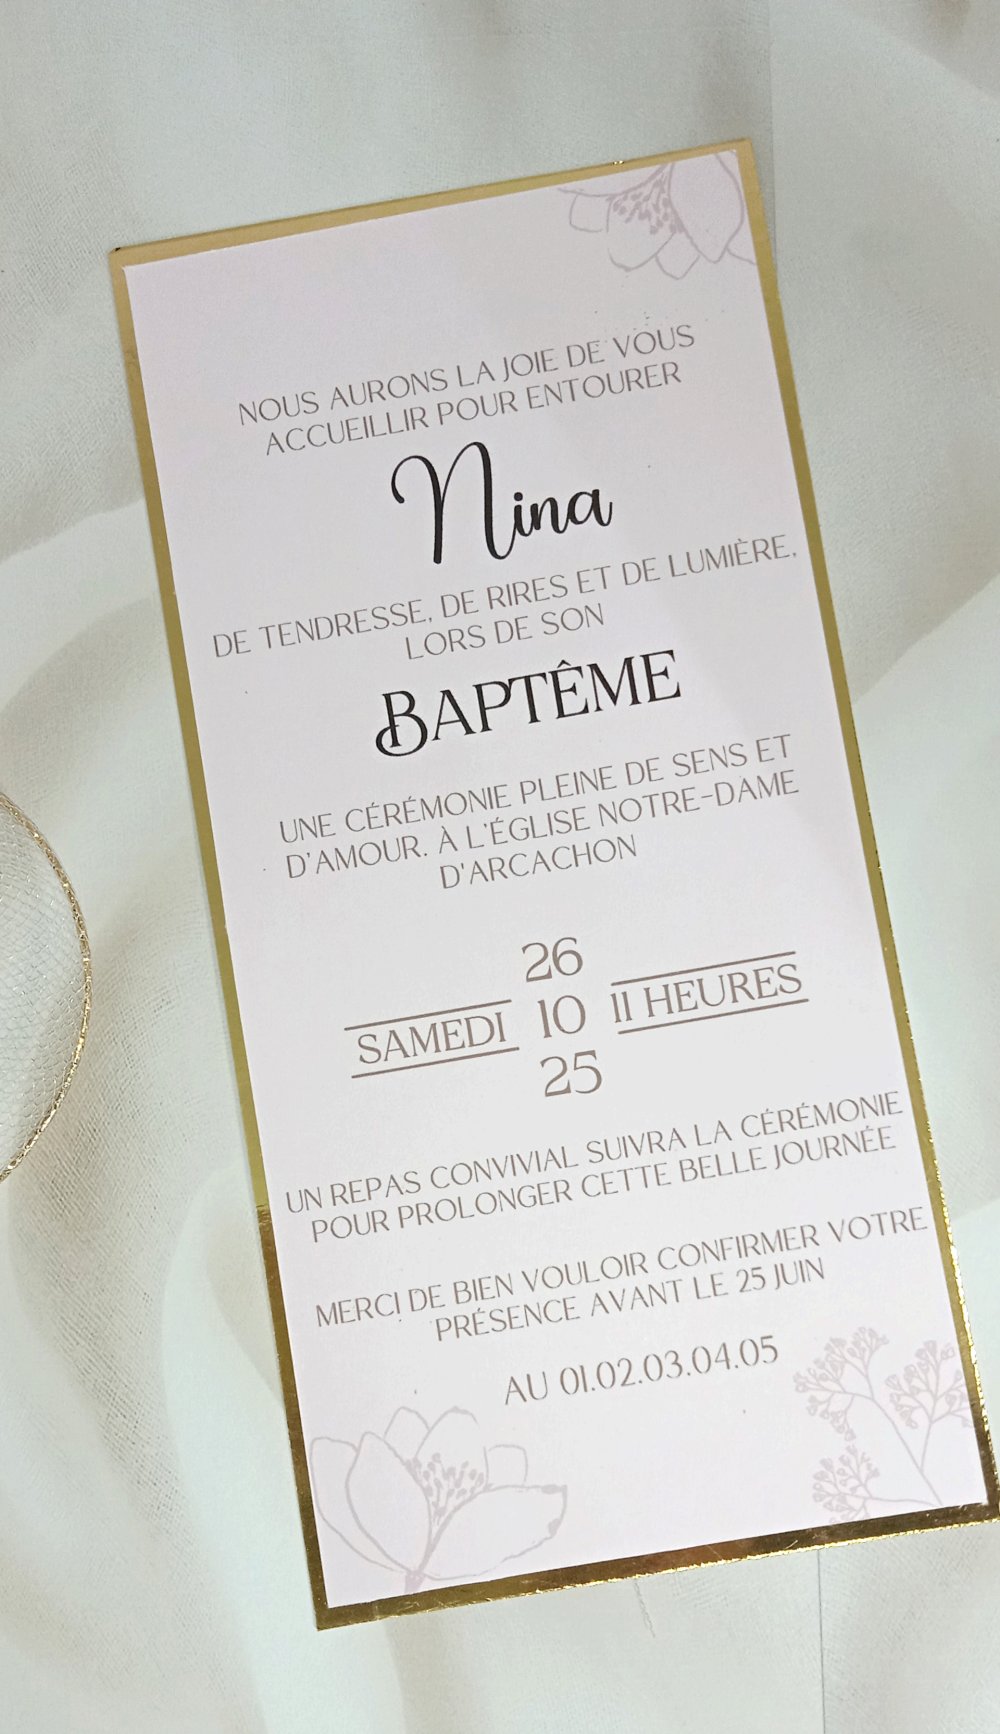 NOUS AURONS LA JOIE DE VOUS
ACCUEILLIR POUR ENTOURER
Nina
DE TENDRESSE, DE RIRES ET DE LUMIÈRE,
LORS DE SON
BAPTÊME
UNE CÉRÉMONIE PLEINE DE SENS ET
D'AMOUR. À L'ÉGLISE NOTRE-DAME
D'ARCACHON
26
SAMEDI 10 11 HEURES
25
UN REPAS CONVIVIAL SUIVRA LA CÉRÉMONIE
POUR PROLONGER CETTE BELLE JOURNÉE
MERCI DE BIEN VOULOIR CONFIRMER VOTRE
PRÉSENCE AVANT LE 25 JUIN
AU 01.02.03.04.05